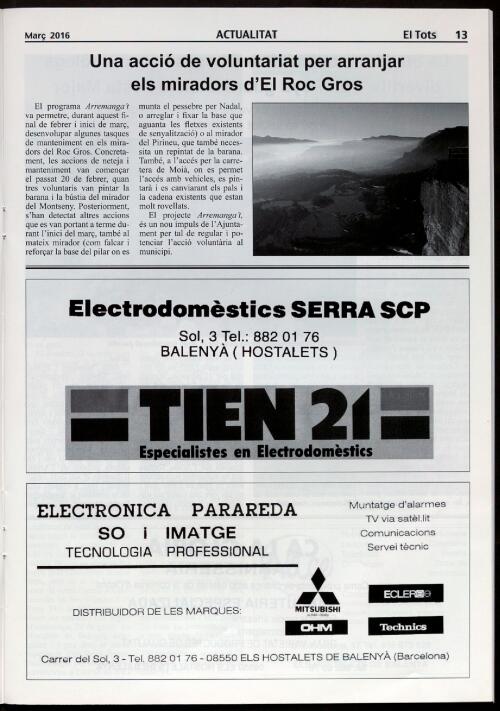 Març 2016
ACTUALITAT
El Tots 13
Una acció de voluntariat per arranjar
els miradors d'El Roc Gros
El programa Arremanga't
va permetre, durant aquest fi-
nal de febrer i inici de març,
desenvolupar algunes tasques
de manteniment en els mira-
dors del Roc Gros. Concreta-
ment, les accions de neteja i
manteniment van començar
el passat 20 de febrer, quan
tres voluntaris van pintar la
barana i la bústia del mirador
del Montseny. Posteriorment,
s'han detectat altres accions
que es van portant a terme du-
rant l'inici del març, també al
mateix mirador (com falcar i
reforçar la base del pilar on es
munta el pessebre per Nadal,
o arreglar i fixar la base que
aguanta les fletxes existents
de senyalització) o al mirador
del Pirineu, que també neces-
sita un repintat de la barana.
També, a l'accés per la carre-
tera de Moià, on es permet
l'accés amb vehicles, es pin-
tarà i es canviaran els pals i
la cadena existents que estan
molt rovellats.
El projecte Arremanga't,
és un nou impuls de l'Ajunta-
ment per tal de regular i po-
tenciar l'acció voluntària al
municipi.
Electrodomèstics SERRA SCP
Sol, 3 Tel.: 882 01 76
BALENYÀ ( HOSTALETS )
TIEN 21
Especialistes en Electrodomèstics
ELECTRONICA PARAREDA
SO i IMATGE
TECNOLOGIA PROFESSIONAL
Muntatge d'alarmes
TV via satèl.lit
Comunicacions
Servei tècnic
DISTRIBUIDOR DE LES MARQUES:
MITSUBISHI
ECLER
OHM
Technics
Carrer del Sol, 3 - Tel. 882 01 76 - 08550 ELS HOSTALETS DE BALENYÀ (Barcelona)